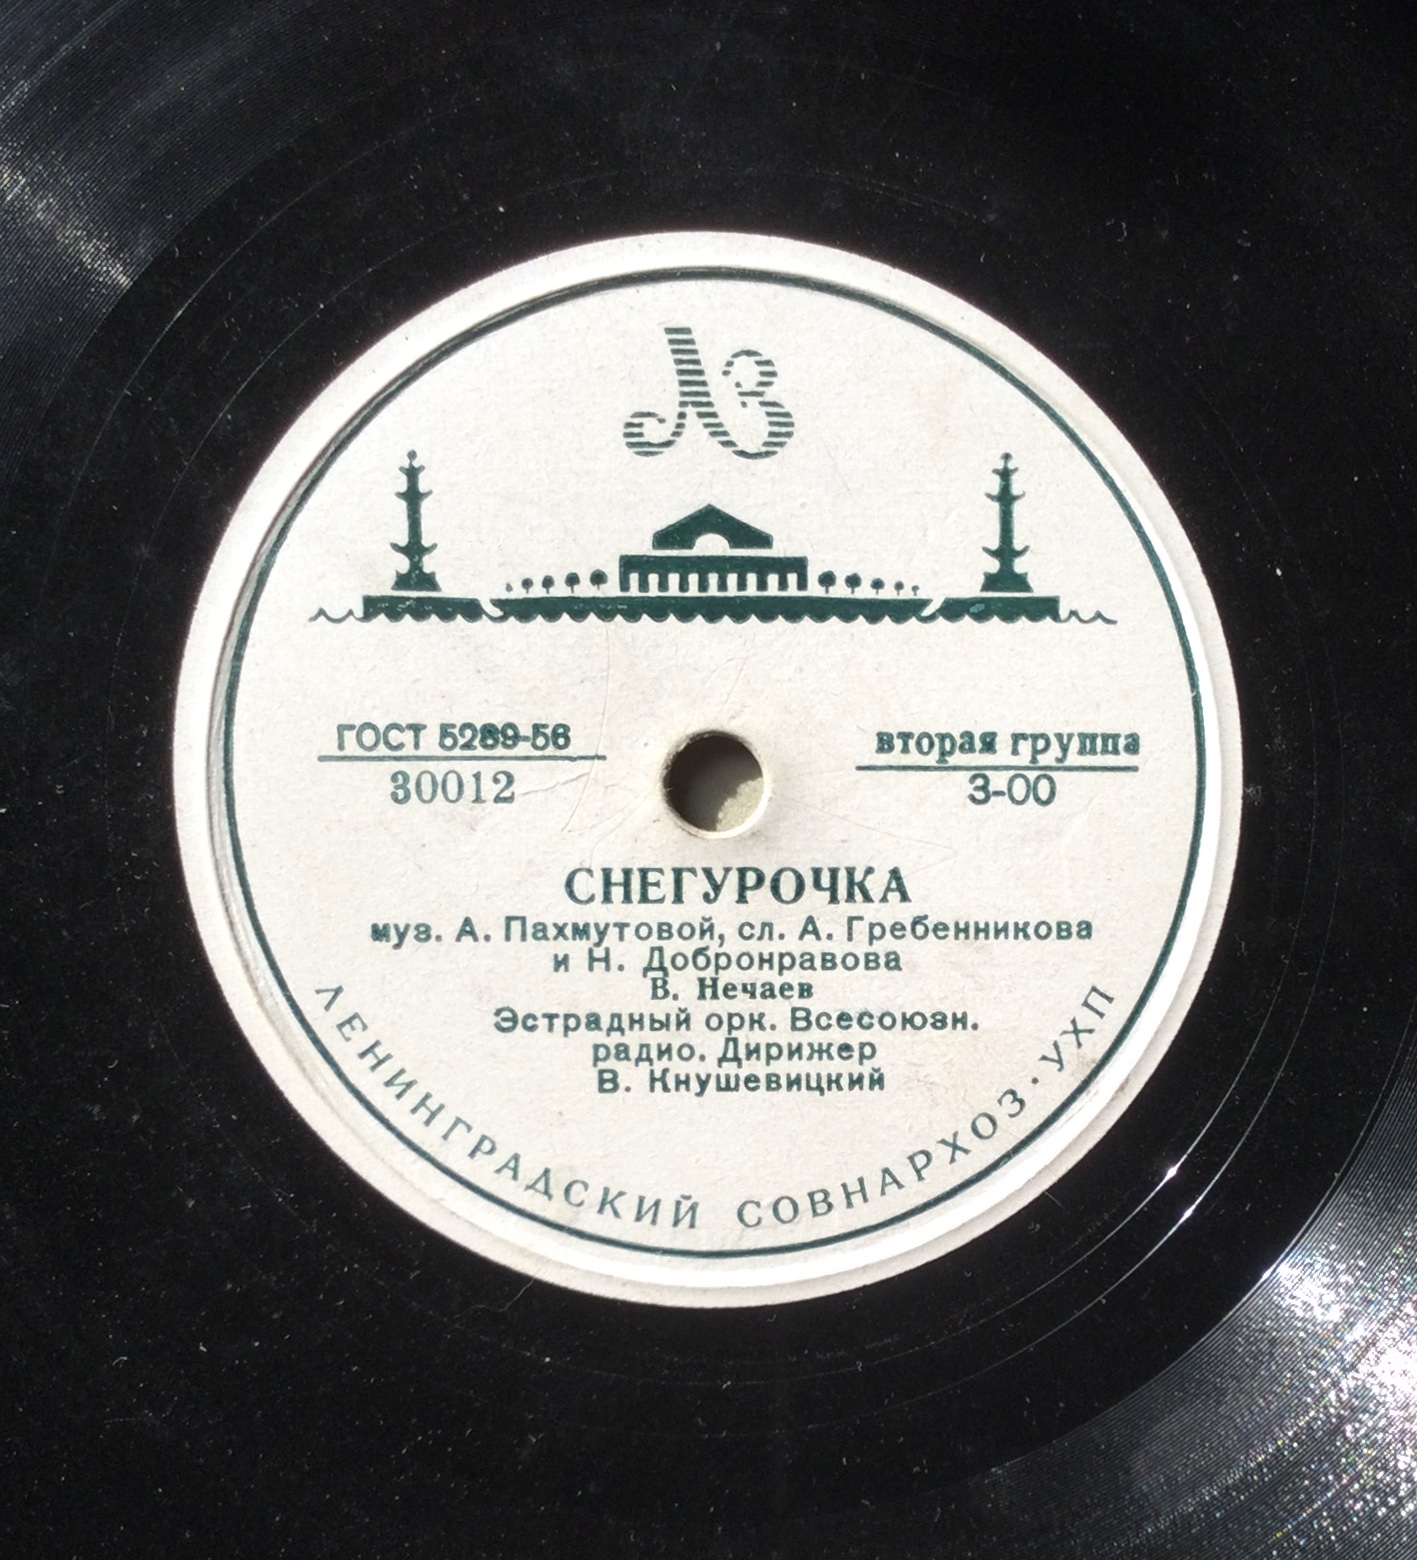 ЛЗ
ГОСТ 5289-56
30012
вторая группа
3-00
СНЕГУРОЧКА
муз. А. Пахмутовой, сл. А. Гребенникова
и Н. Добронравова
В. Нечаев
Эстрадный орк. Всесоюзн.
радио. Дирижер
В. Кнушевицкий
ЛЕНИНГРАДСКИЙ СОВНАРХОЗ · УХП